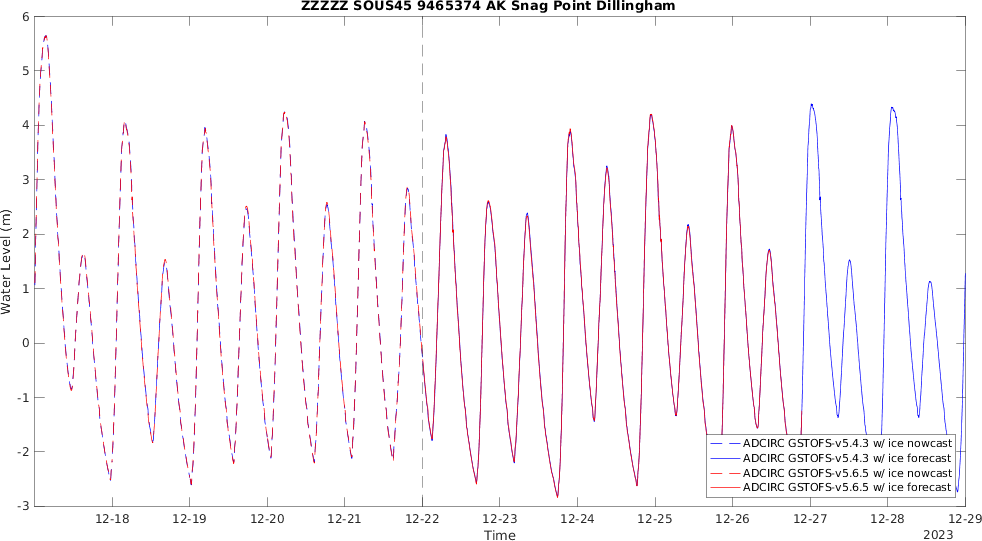 ZZZZZ SOUS45 9465374 AK Snag Point Dillingham
6
5
4
3
2
1
0
-1
-2
-3
Water Level (m)
ADCIRC GSTOFS-v5.4.3 w/ ice nowcast
ADCIRC GSTOFS-v5.4.3 w/ ice forecast
ADCIRC GSTOFS-v5.6.5 w/ ice nowcast
ADCIRC GSTOFS-v5.6.5 w/ ice forecast
12-18 12-19 12-20 12-21 12-22 12-23 12-24 12-25 12-26 12-27 12-28 12-29
Time
2023